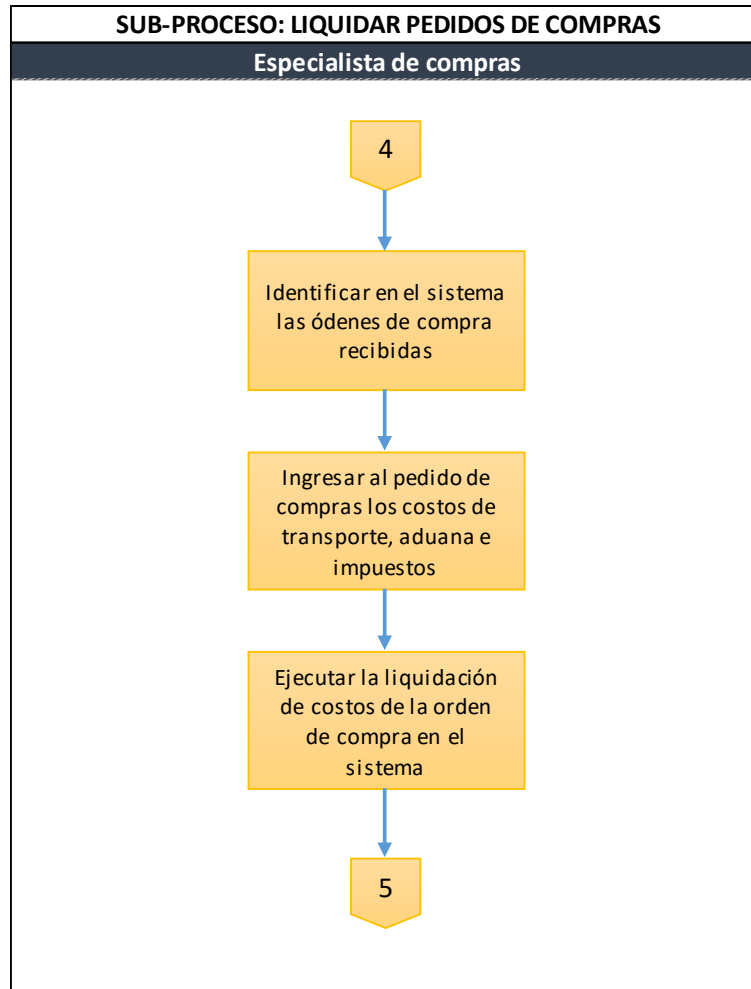 SUB-PROCESO: LIQUIDAR PEDIDOS DE COMPRAS
Especialista de compras
4
Identificar en el sistema
las ódenes de compra
recibidas
Ingresar al pedido de
compras los costos de
transporte, aduana e
impuestos
Ejecutar la liquidación
de costos de la orden
de compra en el
sistema
5